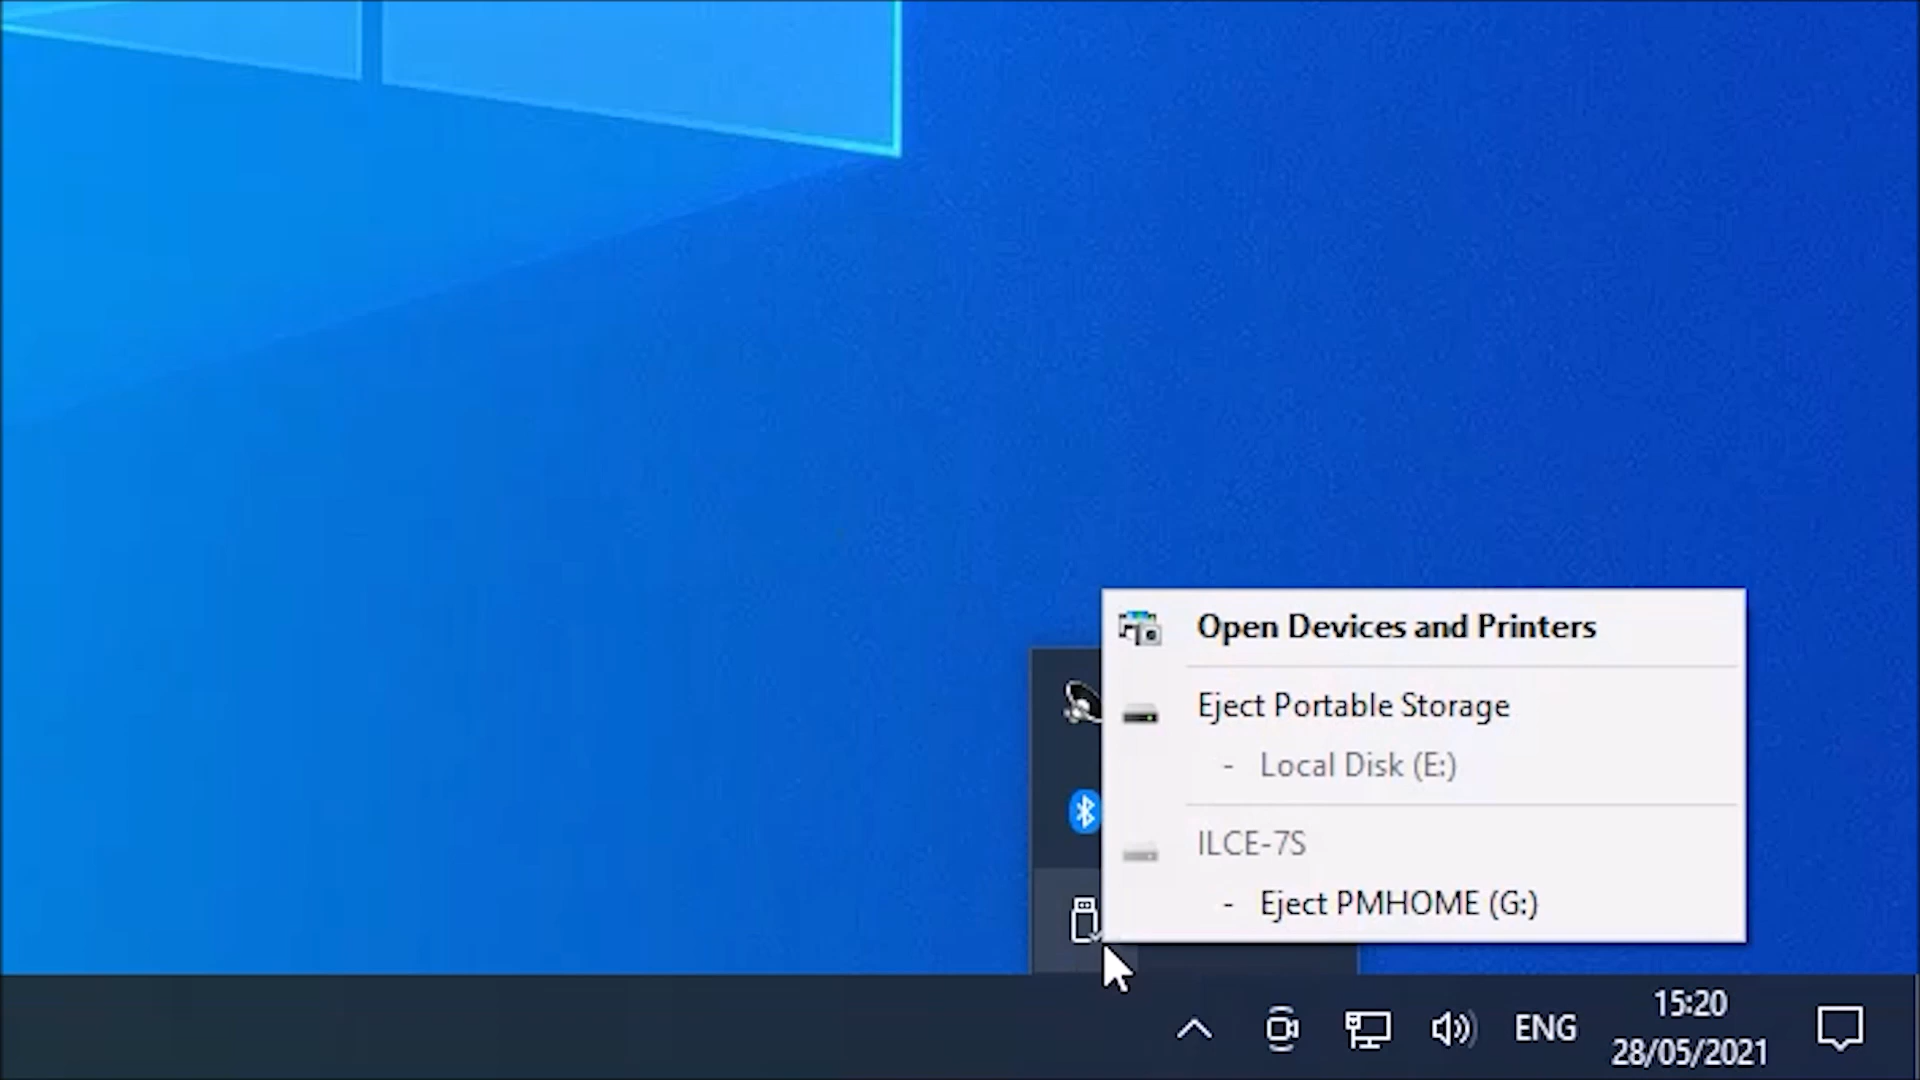 Open Devices and Printers
Eject Portable Storage
- Local Disk (E:)
ILCE-7S
- Eject PMHOME (G:)
ENG
15:20
28/05/2021